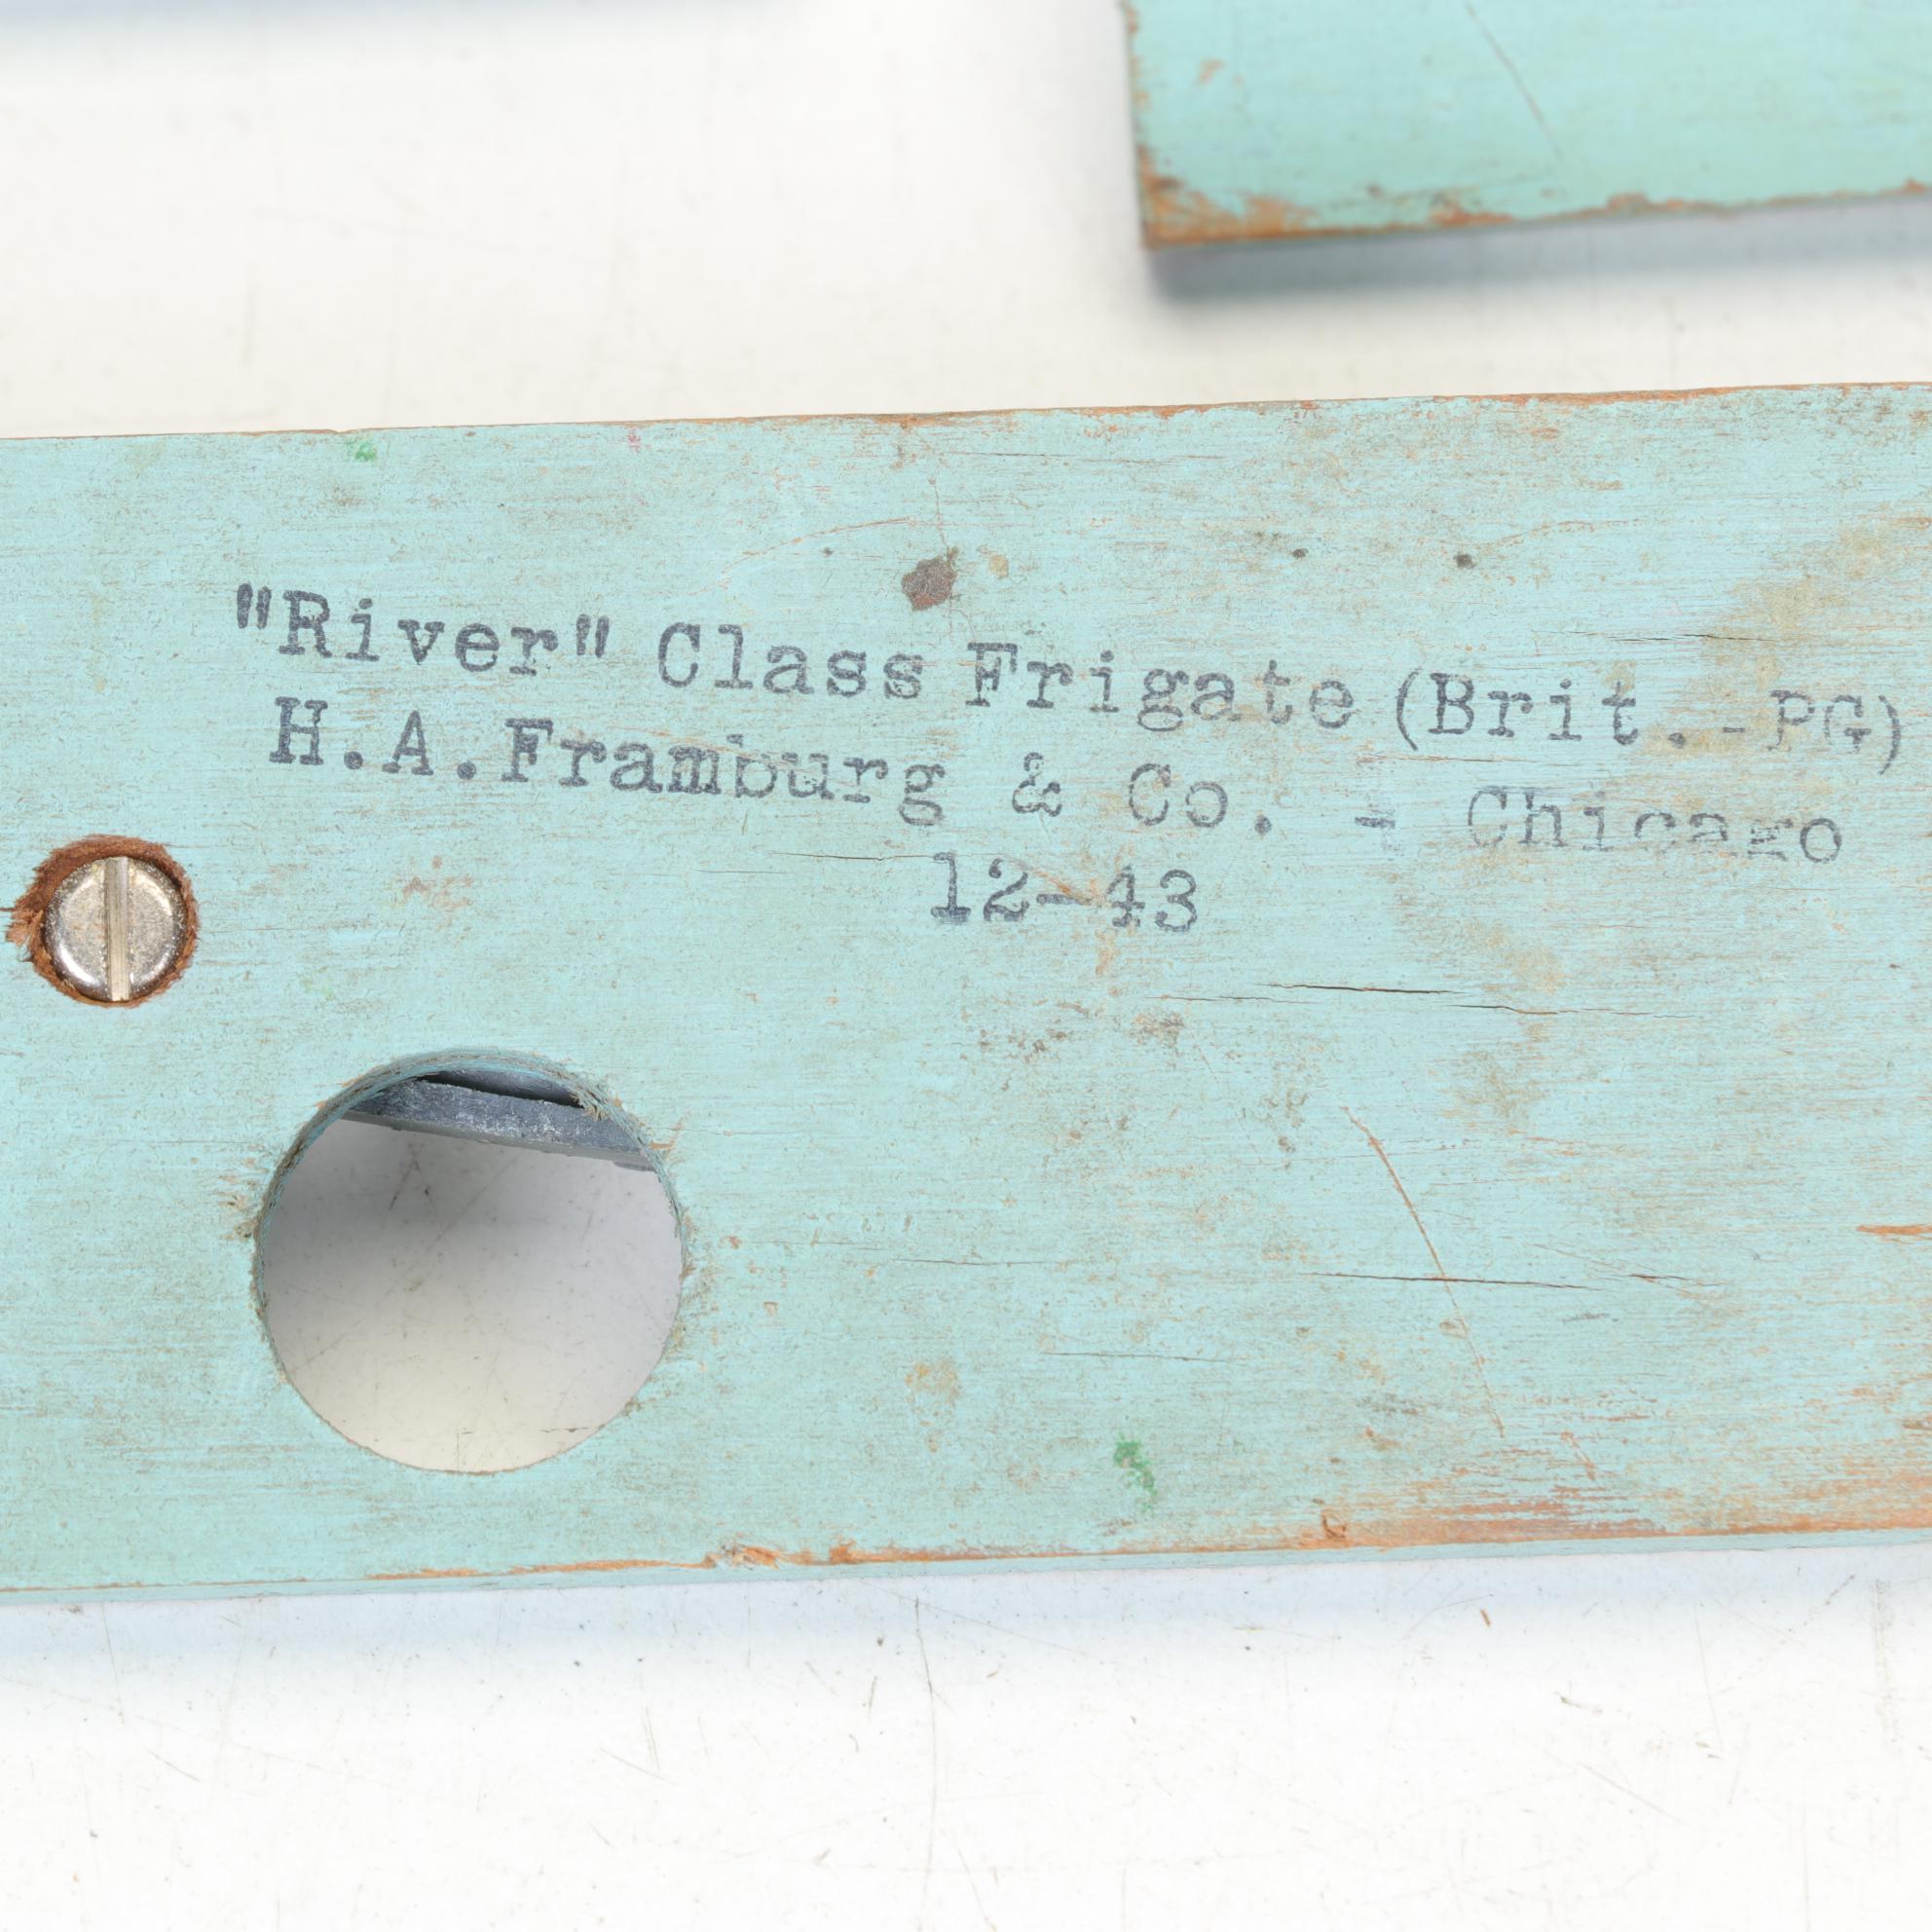 "River" Class Frigate (Brit.-PG)
H.A.Framburg & Co. - Chicago
12-43